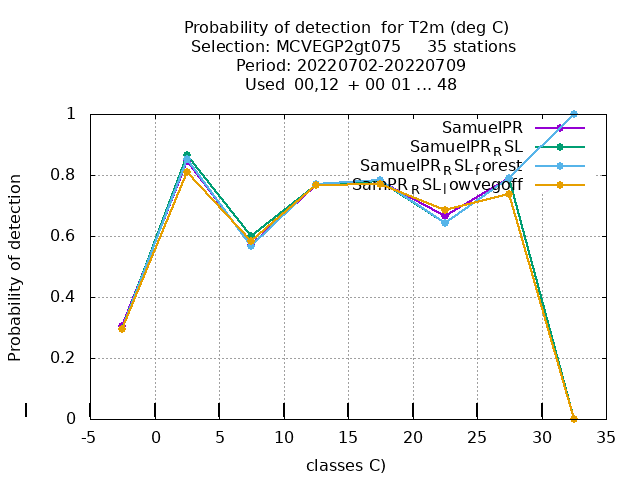 Probability of detection for T2m (deg C)
Selection: MCVEGP2gt075 35 stations
Period: 20220702-20220709
Used 00,12 + 00 01 ... 48
SamuelPR
SamuelPR_RSL
SamuelPR_RSL_forest
SamPR_RSL_lowvegoff
Probability of detection
1
0.8
0.6
0.4
0.2
0
-5 0 5 10 15 20 25 30 35
classes C)